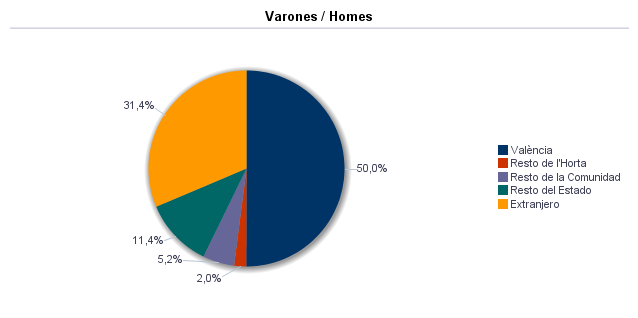 Varones / Homes
31,4%
50,0%
11,4%
5,2%
2,0%
València
Resto de l'Horta
Resto de la Comunidad
Resto del Estado
Extranjero